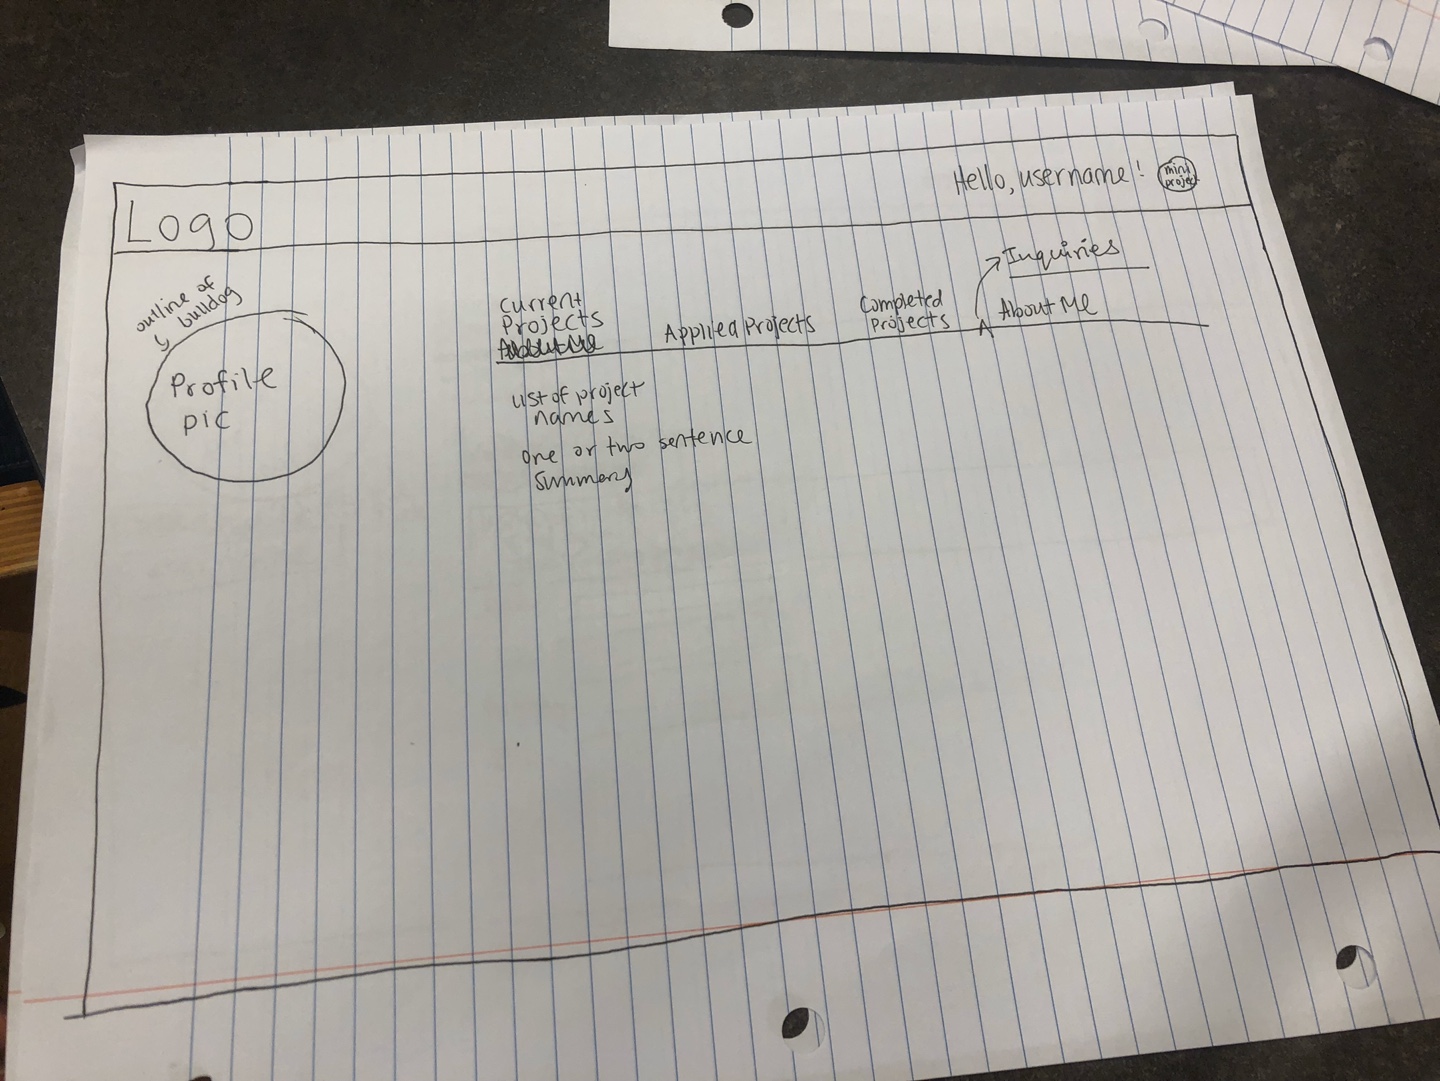 Logo
Hello, username!
mini
project
Inquiries
outline of
bulldog
Profile
pic
Current
Projects
Applied Projects
Completed
Projects
About Me
list of project
names
one or two sentence
summary